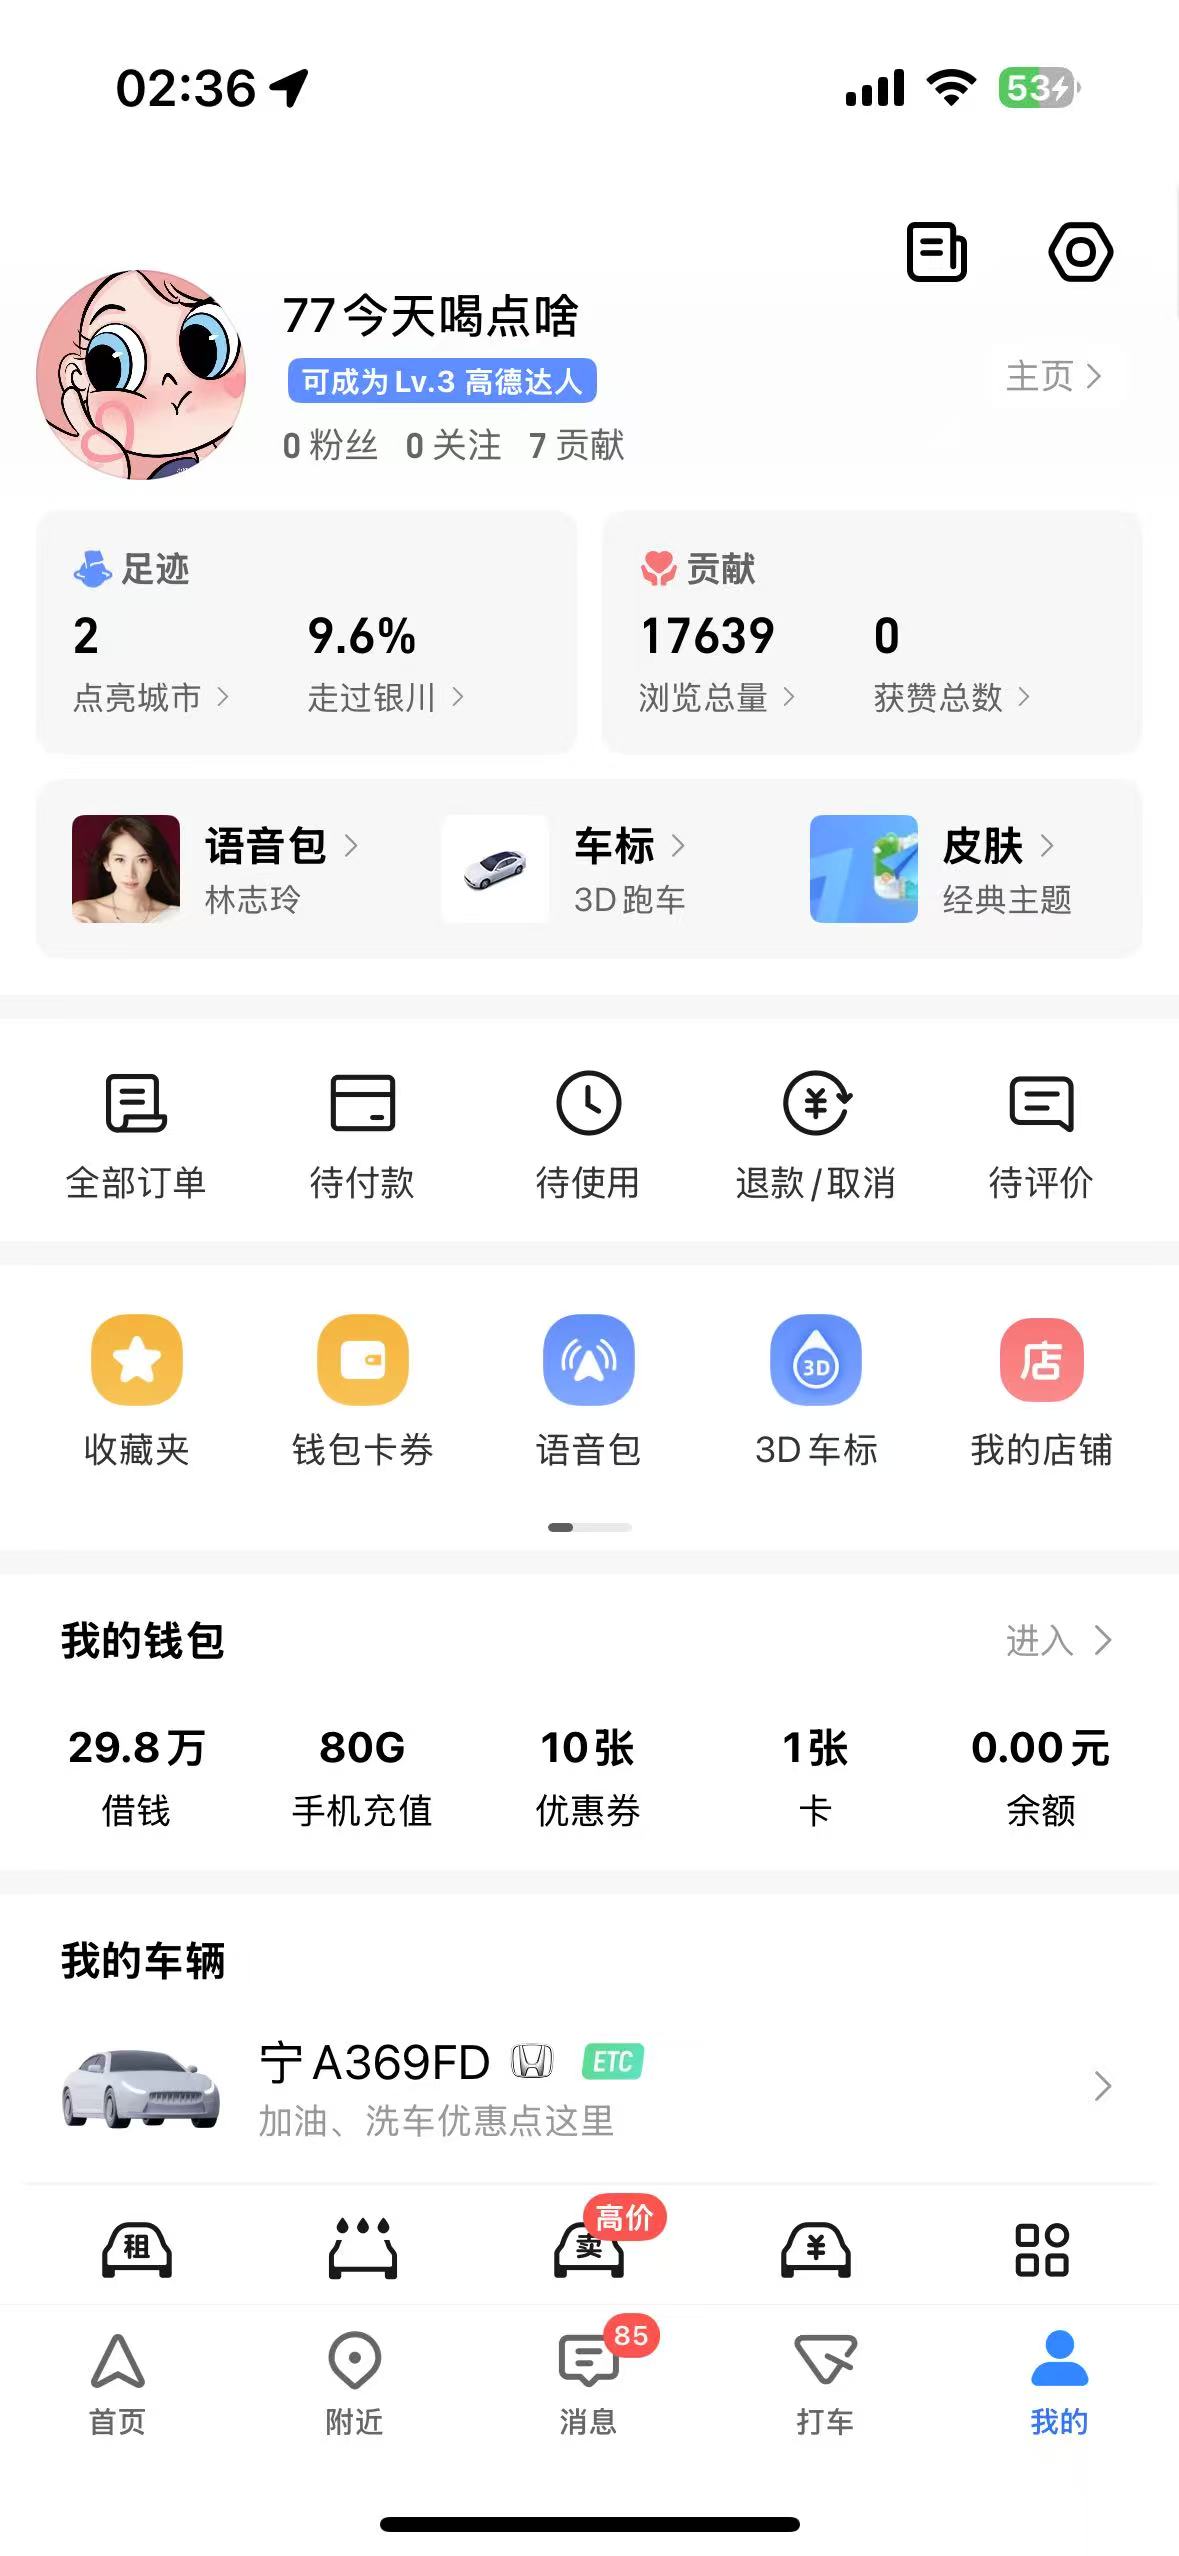 02:36
53
77今天喝点啥
可成为Lv.3 高德达人
主页
0 粉丝 0 关注 7 贡献
足迹
2 9.6%
点亮城市 走过银川
贡献
17639 0
浏览总量 获赞总数
语音包
林志玲
车标
3D跑车
皮肤
经典主题
全部订单 待付款 待使用 退款/取消 待评价
3D 店
收藏夹 钱包卡券 语音包 3D车标 我的店铺
我的钱包 进入
29.8万 80G 10张 1张 0.00元
借钱 手机充值 优惠券 卡 余额
我的车辆
宁A369FD ETC
加油、洗车优惠点这里
高价
租 卖 ¥
85
首页 附近 消息 打车 我的